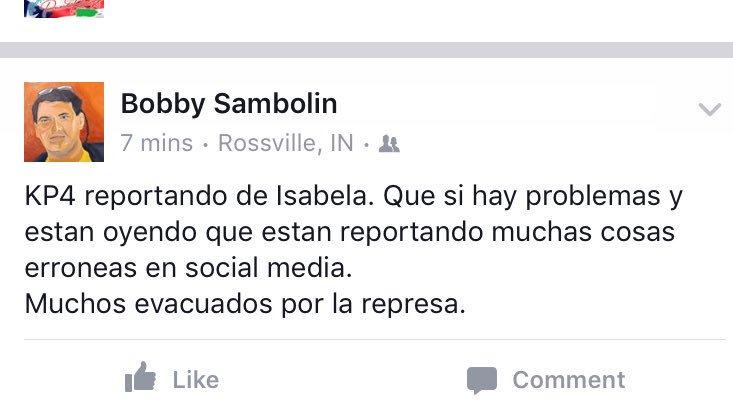 Bobby Sambolin
7 mins · Rossville, IN ·
KP4 reportando de Isabela. Que si hay problemas y
estan oyendo que estan reportando muchas cosas
erroneas en social media.
Muchos evacuados por la represa.
Like
Comment